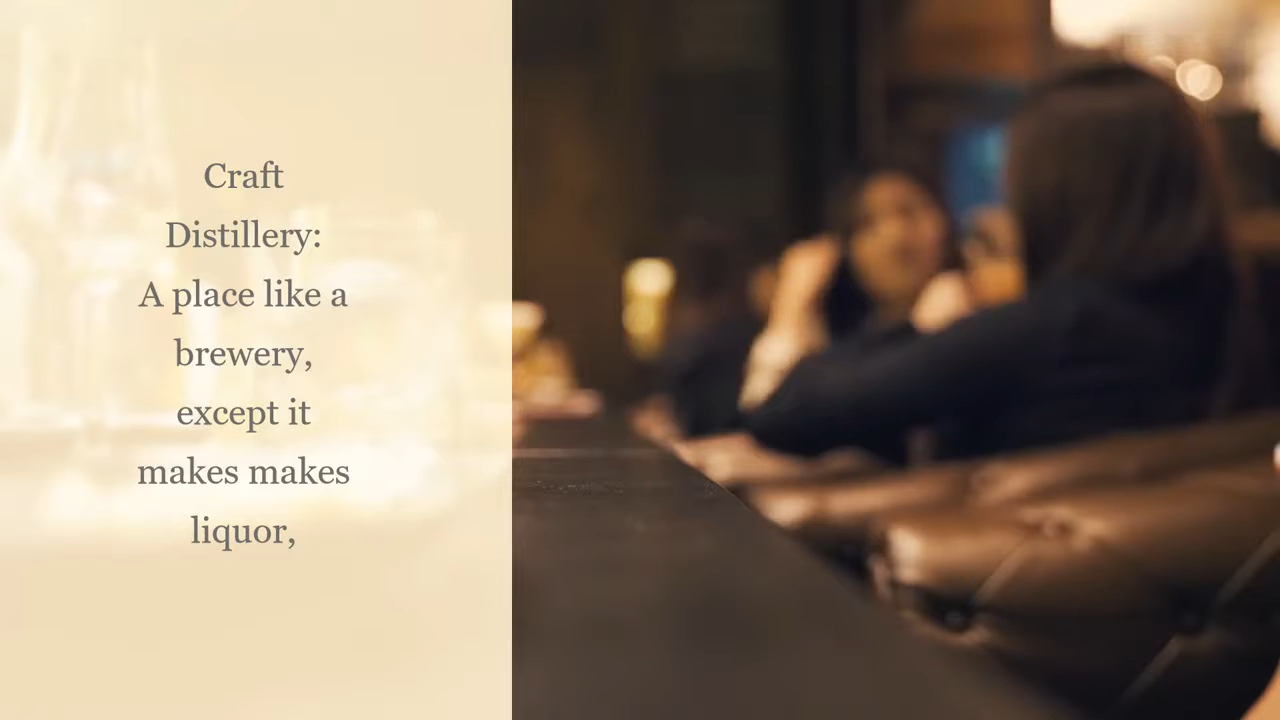 Craft
Distillery:
A place like a
brewery,
except it
makes makes
liquor,